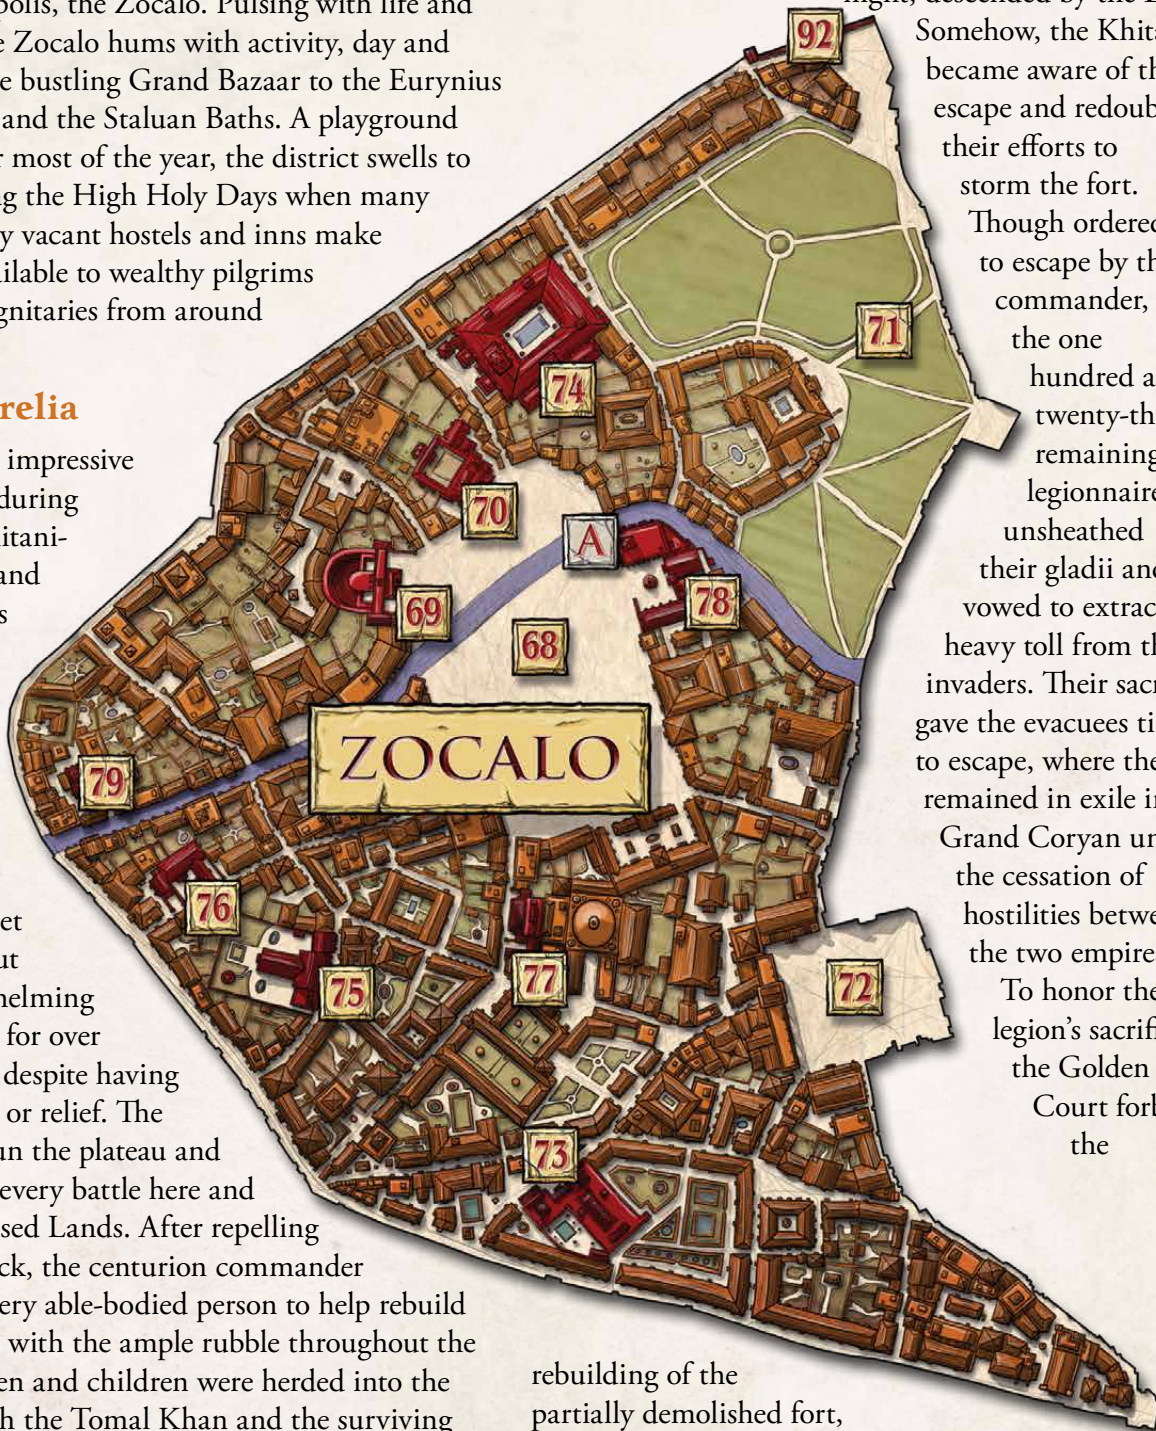 polis, the Zocalo. Pulsing with life and
Zocalo hums with activity, day and
bustling Grand Bazaar to the Eurynius
and the Staluan Baths. A playground
most of the year, the district swells to
the High Holy Days when many
vacant hostels and inns make
to wealthy pilgrims
from around
relia
impressive
during
and
et
ut
helming
for over
despite having
or relief. The
un the plateau and
every battle here and
sed Lands. After repelling
ck, the centurion commander
ery able-bodied person to help rebuild
with the ample rubble throughout the
en and children were herded into the
h the Tomal Khan and the surviving
92
71
74
70
A
69
78
68
ZOCALO
79
76
75
77
72
73
descended by the
Somehow, the Khita
became aware of th
escape and redoub
their efforts to
storm the fort.
Though ordered
to escape by th
commander,
the one
hundred a
twenty-th
remaining
legionnaire
unsheathed
their gladii and
vowed to extrac
heavy toll from th
invaders. Their sacr
gave the evacuees ti
to escape, where the
remained in exile in
Grand Coryan un
the cessation of
hostilities betwe
the two empires
To honor the
legion’s sacrifi
the Golden
Court forb
the
rebuilding of the
partially demolished fort,